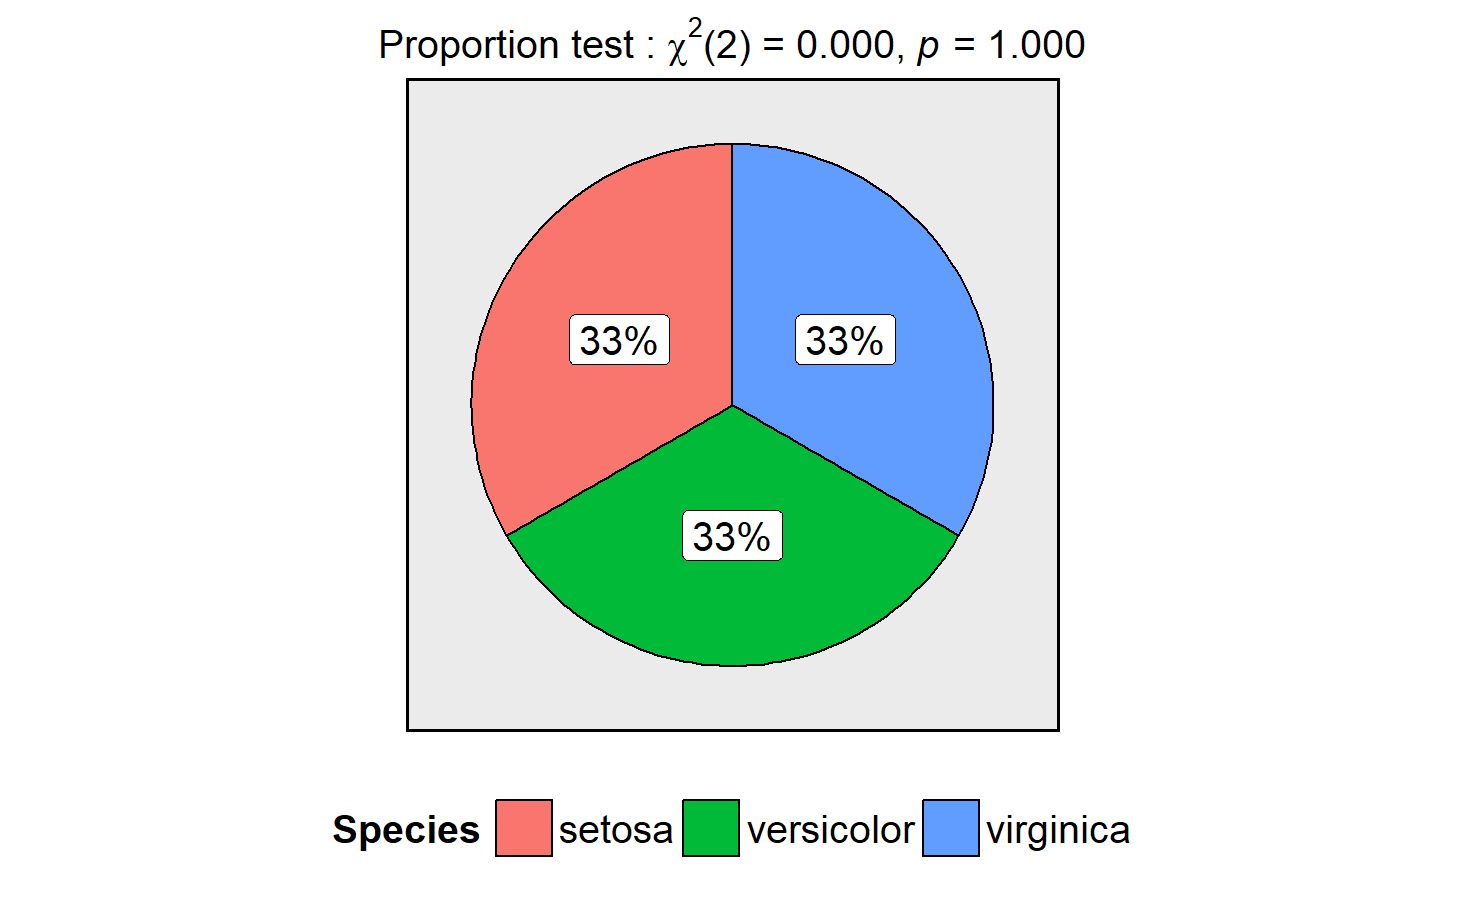 Proportion test : χ²(2) = 0.000, p = 1.000
33% 33%
33%
Species setosa versicolor virginica